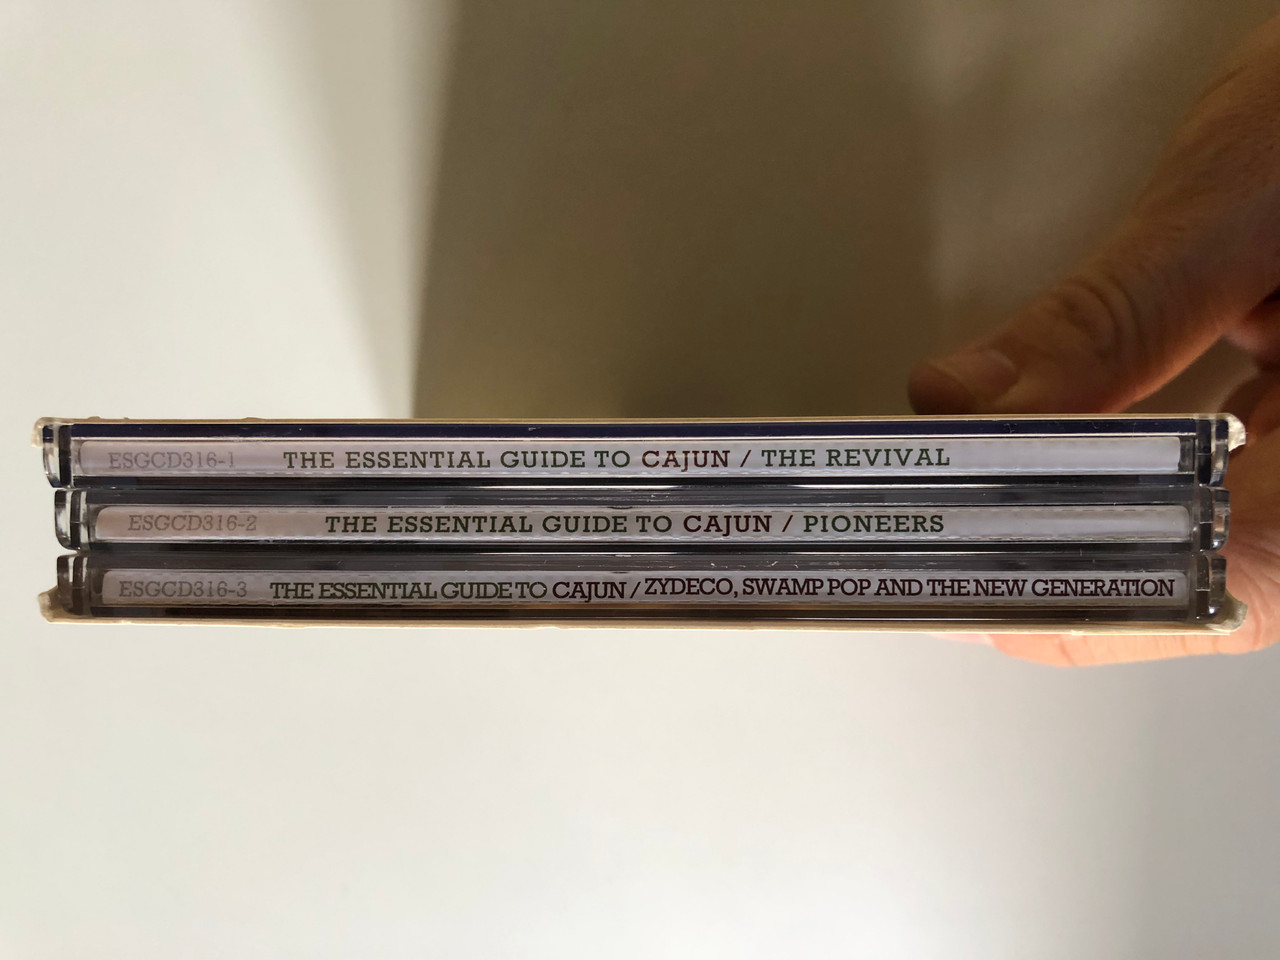 ESGCD316-1 THE ESSENTIAL GUIDE TO CAJUN / THE REVIVAL
ESGCD316-2 THE ESSENTIAL GUIDE TO CAJUN / PIONEERS
ESGCD316-3 THE ESSENTIAL GUIDE TO CAJUN / ZYDECO, SWAMP POP AND THE NEW GENERATION